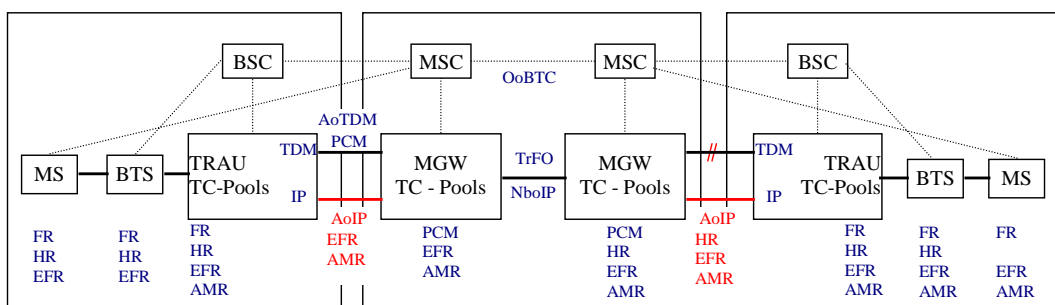 BSC
MSC
MSC
BSC
OoBTC
AoTDM
PCM
MS
BTS
TRAU
TC-Pools
TDM
IP
MGW
TC - Pools
TrFO
NboIP
MGW
TC - Pools
//
TDM
IP
TRAU
TC-Pools
BTS
MS
FR
HR
EFR
FR
HR
EFR
FR
HR
EFR
AMR
AoIP
EFR
AMR
PCM
EFR
AMR
PCM
HR
EFR
AMR
AoIP
HR
EFR
AMR
FR
HR
EFR
AMR
FR
HR
EFR
AMR
FR
EFR
AMR